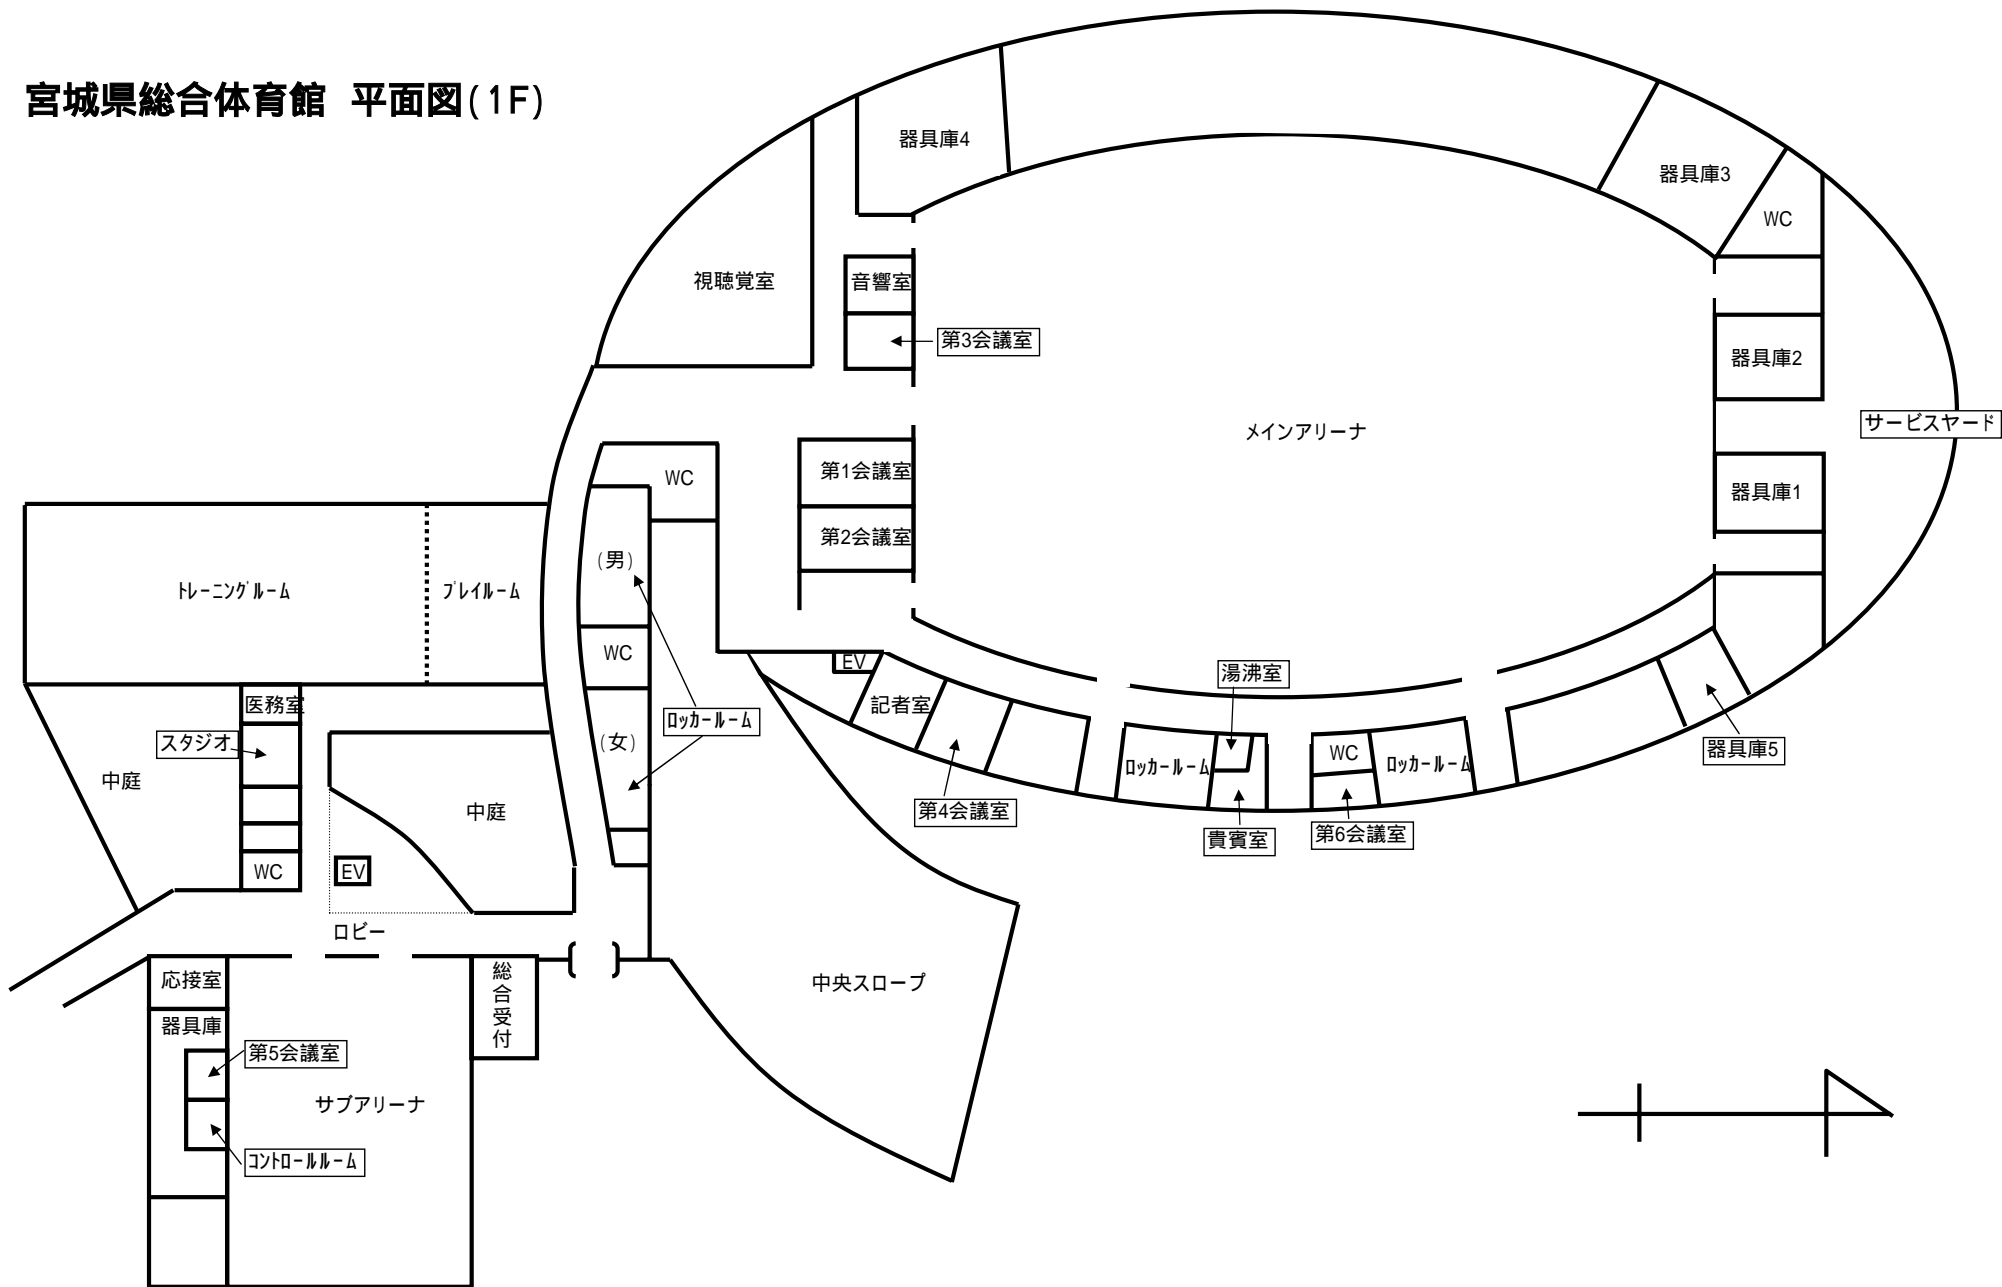 宮城県総合体育館 平面図(1F)
器具庫4
器具庫3
WC
視聴覚室
音響室
第3会議室
器具庫2
メインアリーナ
サービスヤード
WC
第1会議室
器具庫1
第2会議室
(男)
ﾄﾚｰﾆﾝｸﾞﾙｰﾑ
ﾌﾟﾚｲﾙｰﾑ
WC
EV
湯沸室
医務室
記者室
ﾛｯｶｰﾙｰﾑ
スタジオ
(女)
WC
器具庫5
ﾛｯｶｰﾙｰﾑ
ﾛｯｶｰﾙｰﾑ
中庭
中庭
第4会議室
貴賓室
第6会議室
WC
EV
ロビー
応接室
総合受付
中央スロープ
器具庫
第5会議室
サブアリーナ
ｺﾝﾄﾛｰﾙﾙｰﾑ